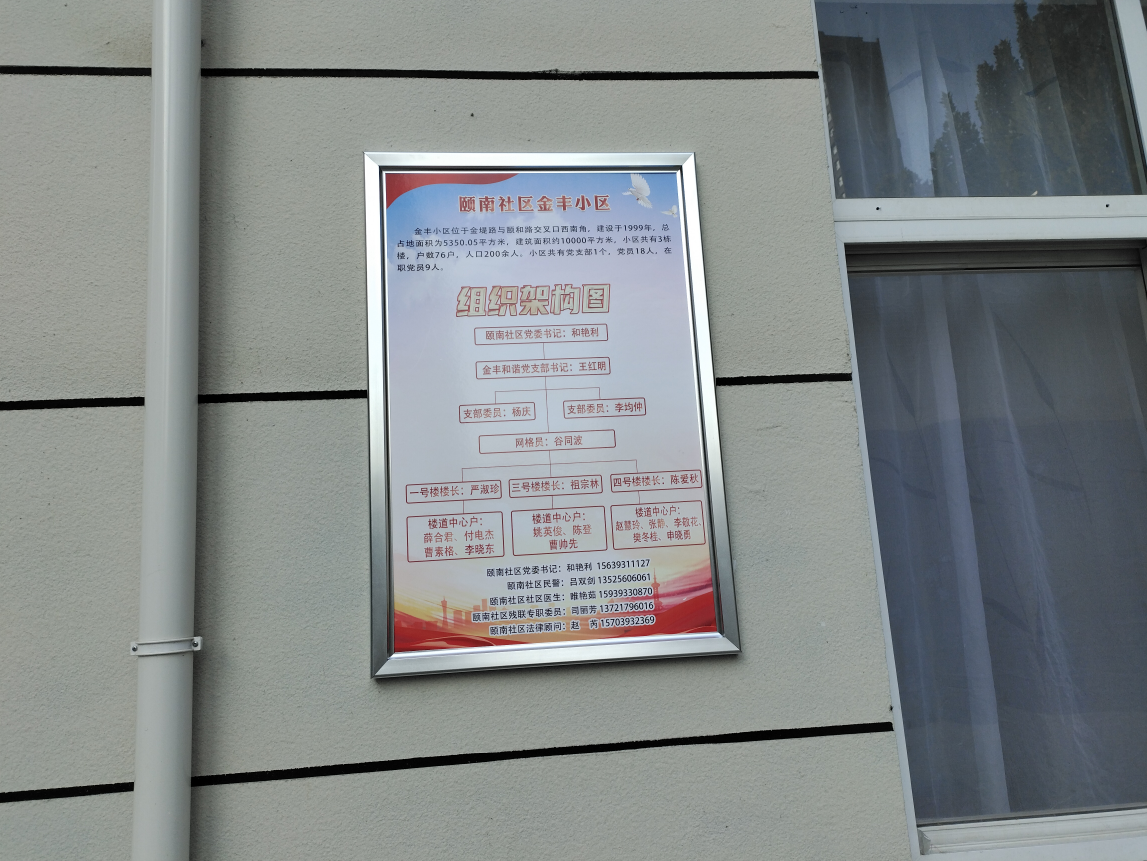 颐南社区金丰小区
金丰小区位于金堤路与颐和路交叉口西南角，建设于1999年，总
占地面积为5350.05平方米，建筑面积约10000平方米，小区共有3栋
楼，户数76户，人口200余人。小区共有党支部1个，党员18人，在
职党员9人。
组织架构图
颐南社区党委书记：和艳利
金丰和谐党支部书记：王红明
支部委员：杨庆 支部委员：李均仲
网格员：谷同波
一号楼楼长：严淑珍 三号楼楼长：祖宗林 四号楼楼长：陈爱秋
楼道中心户： 楼道中心户： 楼道中心户：
薛合君、付电杰 姚英俊、陈登 赵慧玲、张静、李敬花、
曹素格、李晓东 曹帅先 樊冬桂、申晓勇
颐南社区党委书记：和艳利 15639311127
颐南社区民警：吕双剑 13525606061
颐南社区社区医生：睢艳茹 15939330870
颐南社区残联专职委员：司丽芳 13721796016
颐南社区法律顾问：赵 芮 15703932369